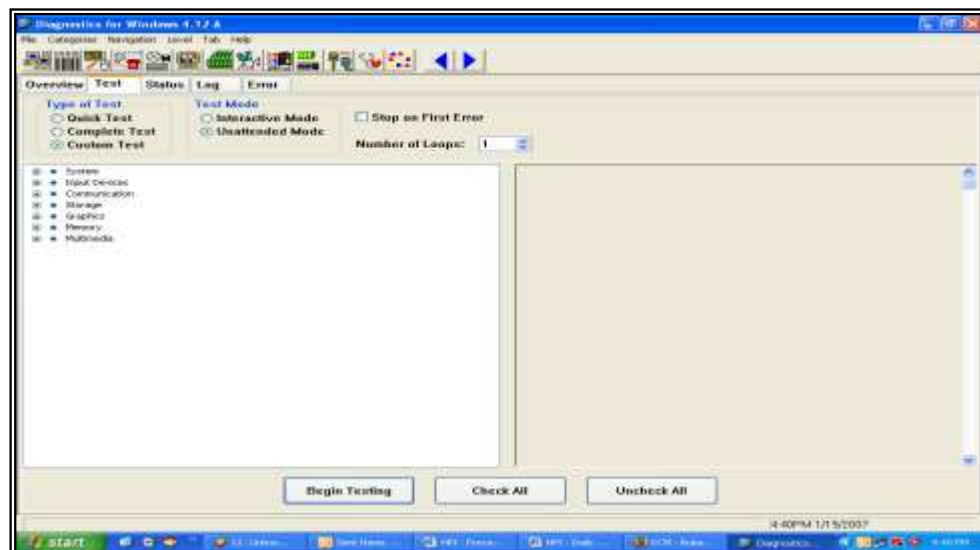 Diagnostics for Windows 4.12 A
File Categories Navigation Level Tab Help
Overview Test Status Log Error
Type of Test
Quick Test
Complete Test
Custom Test
Test Mode
Interactive Mode
Unattended Mode
Stop on First Error
Number of Loops: 1
System
Input Devices
Communication
Storage
Graphics
Memory
Multimedia
Begin Testing Check All Uncheck All
4:40PM 1/15/2007
start
Diagnostics...